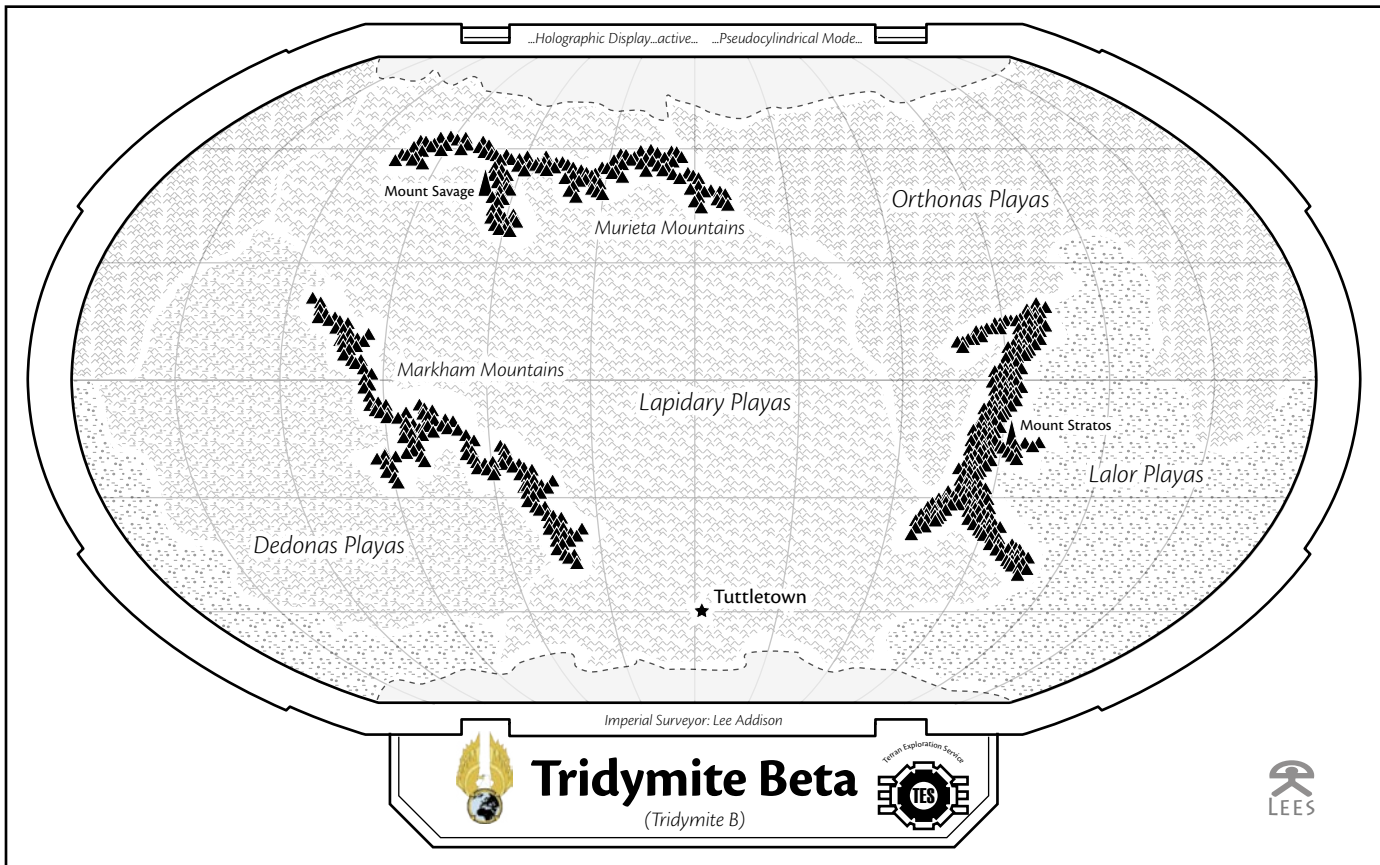 ...Holographic Display...active... ...Pseudocylindrical Mode...
Mount Savage
Orthonas Playas
Murieta Mountains
Markham Mountains
Lapidary Playas
Mount Stratos
Lalor Playas
Dedonas Playas
Tuttletown
Imperial Surveyor: Lee Addison
Terran Exploration Service
Tridymite Beta
TES
(Tridymite B)
LEES